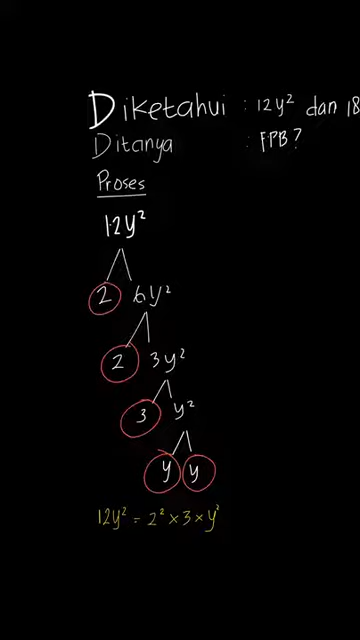 Diketahui : 12y² dan 18
Ditanya : FPB?
Proses
12y²
2 6y²
2 3y²
3 y²
y y
12y² = 2² × 3 × y²